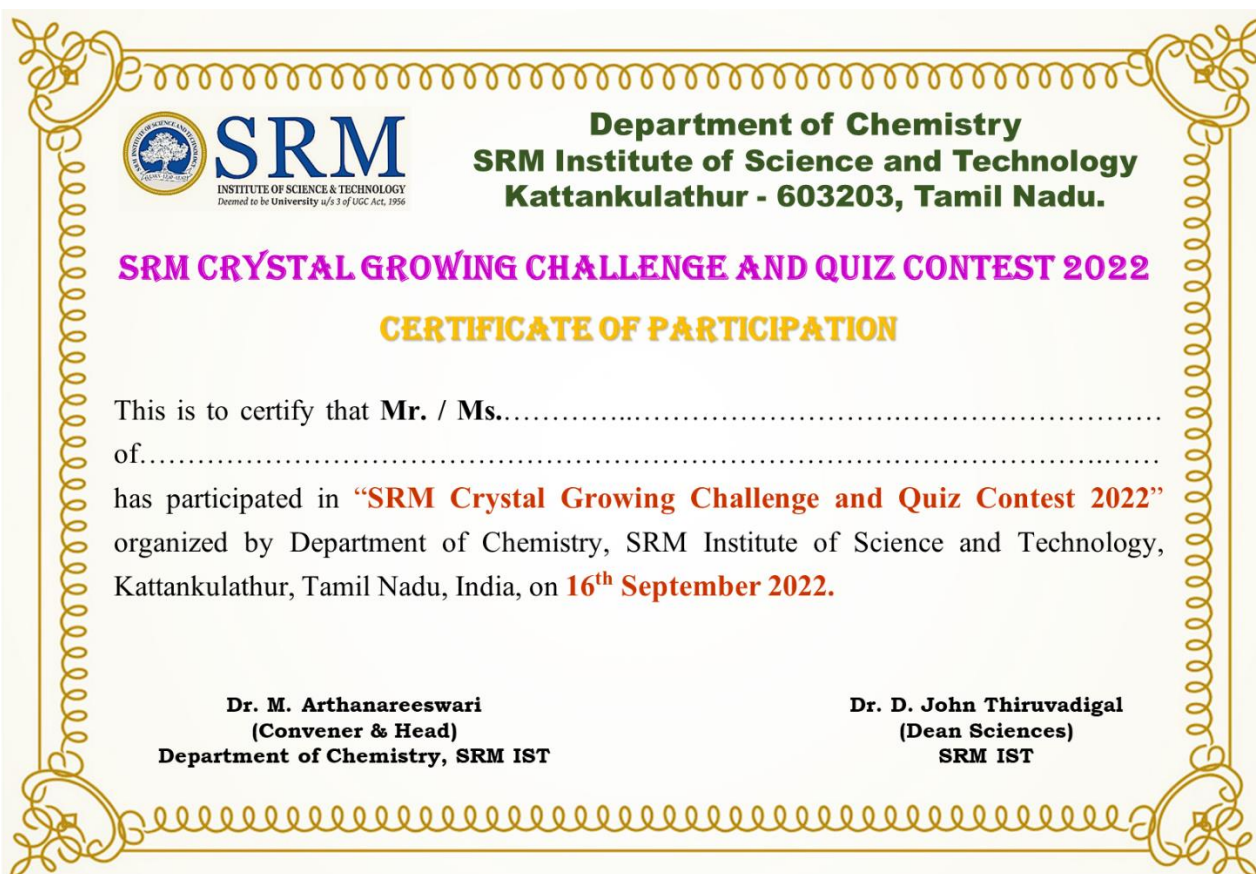 SRM
INSTITUTE OF SCIENCE & TECHNOLOGY
Deemed to be University u/s 3 of UGC Act, 1956
Department of Chemistry
SRM Institute of Science and Technology
Kattankulathur - 603203, Tamil Nadu.
SRM CRYSTAL GROWING CHALLENGE AND QUIZ CONTEST 2022
CERTIFICATE OF PARTICIPATION
This is to certify that Mr. / Ms.…………..……………………………….……………………………
of……………………………………………………………………………………………….……
has participated in “SRM Crystal Growing Challenge and Quiz Contest 2022”
organized by Department of Chemistry, SRM Institute of Science and Technology,
Kattankulathur, Tamil Nadu, India, on 16th September 2022.
Dr. M. Arthanareeswari
(Convener & Head)
Department of Chemistry, SRM IST
Dr. D. John Thiruvadigal
(Dean Sciences)
SRM IST